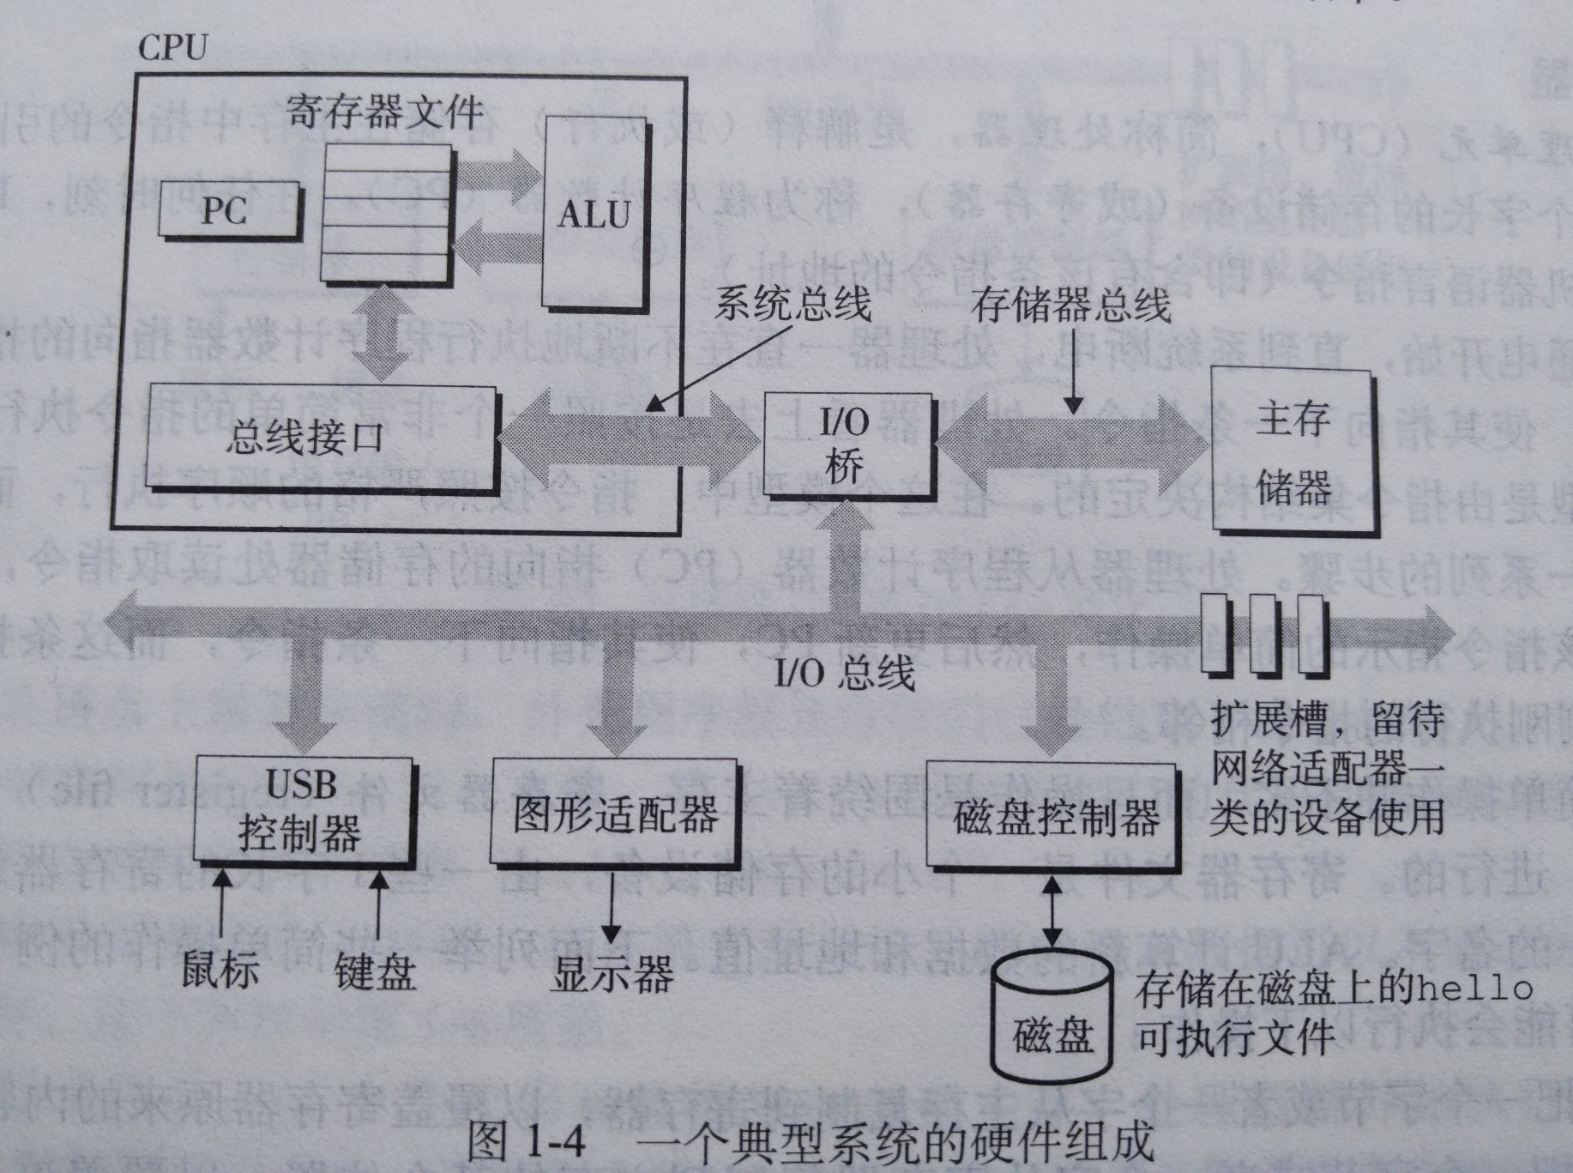 CPU
寄存器文件
PC
ALU
系统总线
存储器总线
总线接口
I/O
桥
主存
储器
I/O 总线
扩展槽，留待
网络适配器一
类的设备使用
USB
控制器
图形适配器
磁盘控制器
鼠标
键盘
显示器
磁盘
存储在磁盘上的hello
可执行文件
图 1-4 一个典型系统的硬件组成